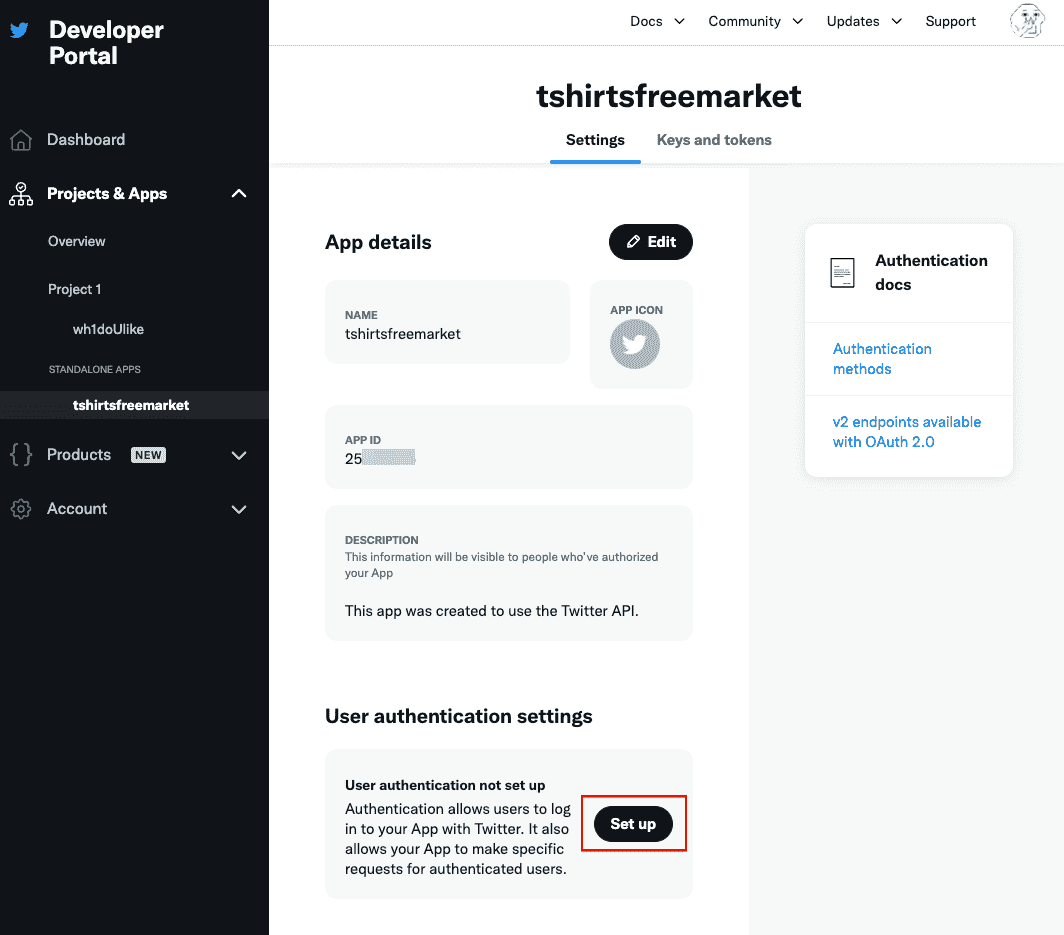 Developer
Portal
Docs
Community
Updates
Support
Dashboard
Projects & Apps
Overview
Project 1
wh1doUlike
STANDALONE APPS
tshirtsfreemarket
Products NEW
Account
tshirtsfreemarket
Settings
Keys and tokens
App details
Edit
NAME
tshirtsfreemarket
APP ICON
APP ID
25
DESCRIPTION
This information will be visible to people who've authorized
your App
This app was created to use the Twitter API.
User authentication settings
User authentication not set up
Authentication allows users to log
in to your App with Twitter. It also
allows your App to make specific
requests for authenticated users.
Set up
Authentication
docs
Authentication
methods
v2 endpoints available
with OAuth 2.0